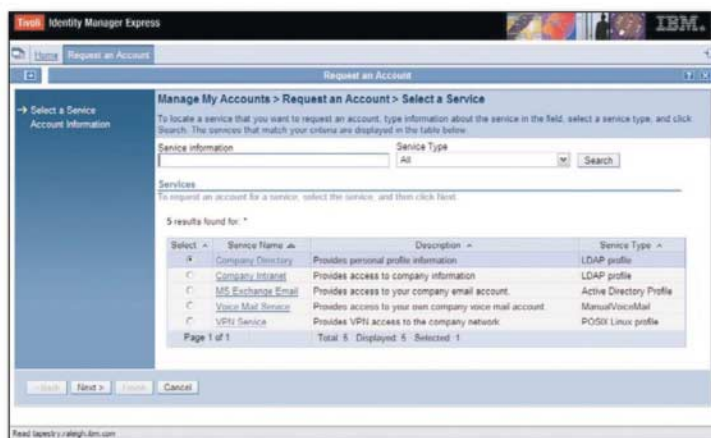 Tivoli Identity Manager Express
IBM.
Home Request an Account
Request an Account
Select a Service
Account Information
Manage My Accounts > Request an Account > Select a Service
To locate a service that you want to request an account, type information about the service in the field, select a service type, and click
Search. The services that match your criteria are displayed in the table below.
Service information Service Type
All Search
Services
To request an account for a service, select the service, and then click Next.
5 results found for: *
Select Service Name Description Service Type
Company Directory Provides personal profile information LDAP profile
Company Intranet Provides access to company information LDAP profile
MS Exchange Email Provides access to your company email account. Active Directory Profile
Voice Mail Service Provides access to your own company voice mail account. ManualVoiceMail
VPN Service Provides VPN access to the company network POSIX Linux profile
Page 1 of 1 Total: 5 Displayed: 5 Selected: 1
< Back Next > Finish Cancel
Read tapestry.raleigh.ibm.com